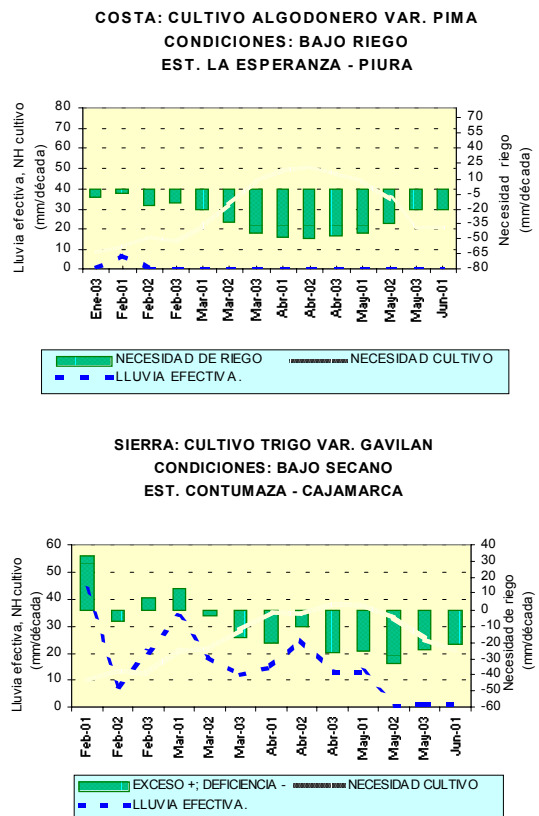 COSTA: CULTIVO ALGODONERO VAR. PIMA
CONDICIONES: BAJO RIEGO
EST. LA ESPERANZA - PIURA
Lluvia efectiva, NH cultivo
(mm/década)
80
70
60
50
40
30
20
10
0
70
55
40
25
10
-5
-20
-35
-50
-65
-80
Necesidad riego
(mm/década)
Ene-03
Feb-01
Feb-02
Feb-03
Mar-01
Mar-02
Mar-03
Abr-01
Abr-02
Abr-03
May-01
May-02
May-03
Jun-01
NECESIDAD DE RIEGO
NECESIDAD CULTIVO
LLUVIA EFECTIVA.
SIERRA: CULTIVO TRIGO VAR. GAVILAN
CONDICIONES: BAJO SECANO
EST. CONTUMAZA - CAJAMARCA
Lluvia efectiva, NH cultivo
(mm/década)
60
50
40
30
20
10
0
40
30
20
10
0
-10
-20
-30
-40
-50
-60
Necesidad de riego
(mm/década)
Feb-01
Feb-02
Feb-03
Mar-01
Mar-02
Mar-03
Abr-01
Abr-02
Abr-03
May-01
May-02
May-03
Jun-01
EXCESO +; DEFICIENCIA -
NECESIDAD CULTIVO
LLUVIA EFECTIVA.